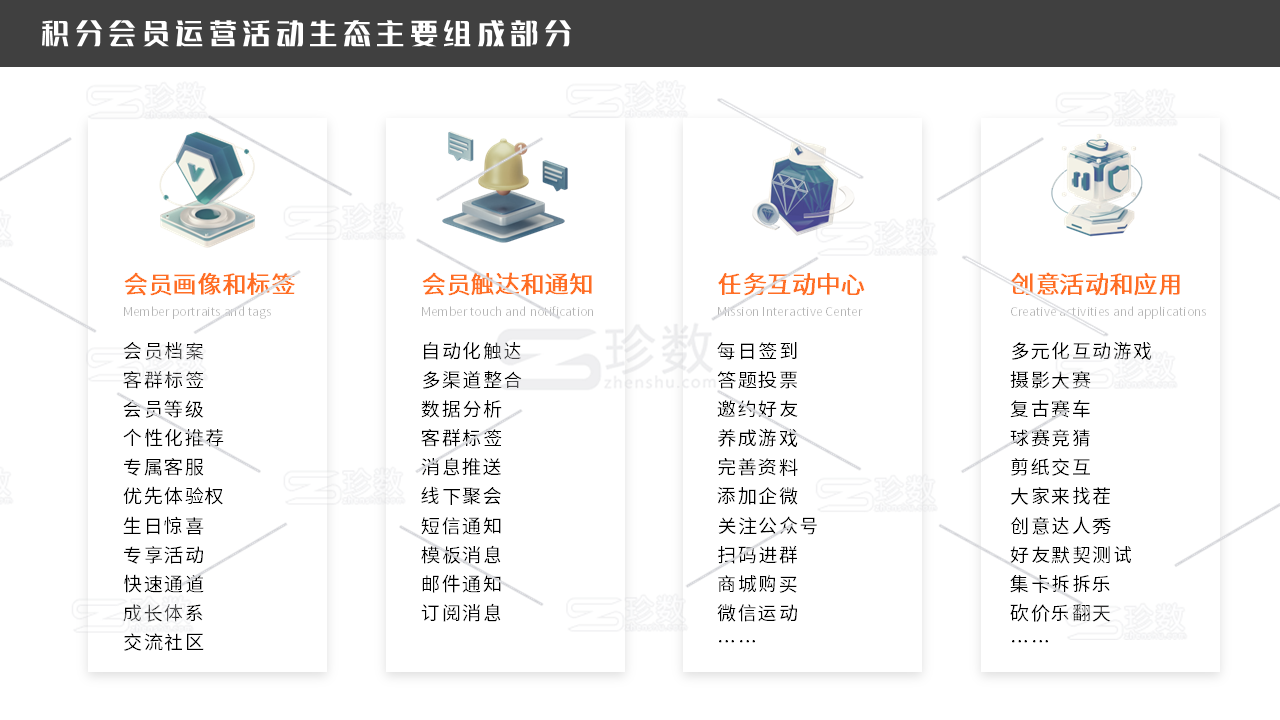 积分会员运营活动生态主要组成部分
会员画像和标签
Member portraits and tags
会员档案
客群标签
会员等级
个性化推荐
专属客服
优先体验权
生日惊喜
专享活动
快速通道
成长体系
交流社区
会员触达和通知
Member touch and notification
自动化触达
多渠道整合
数据分析
客群标签
消息推送
线下聚会
短信通知
模板消息
邮件通知
订阅消息
任务互动中心
Mission Interactive Center
每日签到
答题投票
邀约好友
养成游戏
完善资料
添加企微
关注公众号
扫码进群
商城购买
微信运动
……
创意活动和应用
Creative activities and applications
多元化互动游戏
摄影大赛
复古赛车
球赛竞猜
剪纸交互
大家来找茬
创意达人秀
好友默契测试
集卡拆拆乐
砍价乐翻天
……
珍数
zhenshu.com